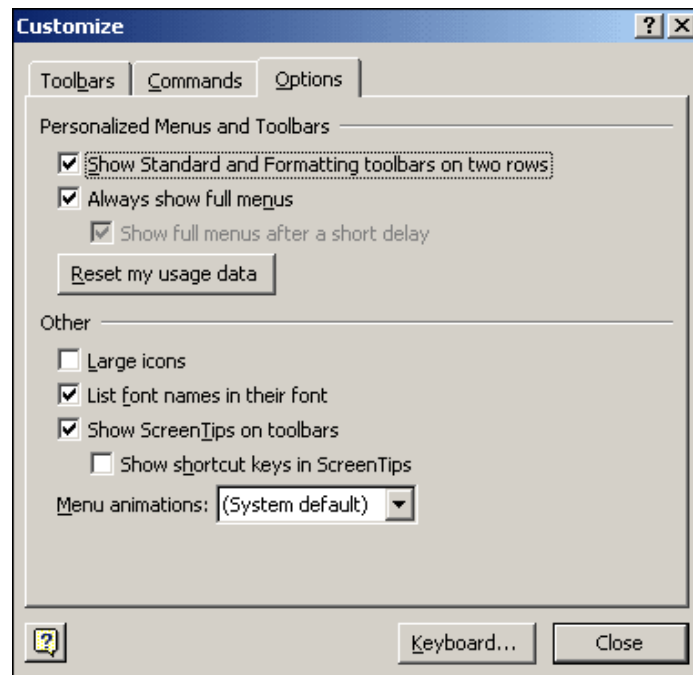 Customize
Toolbars Commands Options
Personalized Menus and Toolbars
Show Standard and Formatting toolbars on two rows
Always show full menus
Show full menus after a short delay
Reset my usage data
Other
Large icons
List font names in their font
Show ScreenTips on toolbars
Show shortcut keys in ScreenTips
Menu animations: (System default)
Keyboard... Close